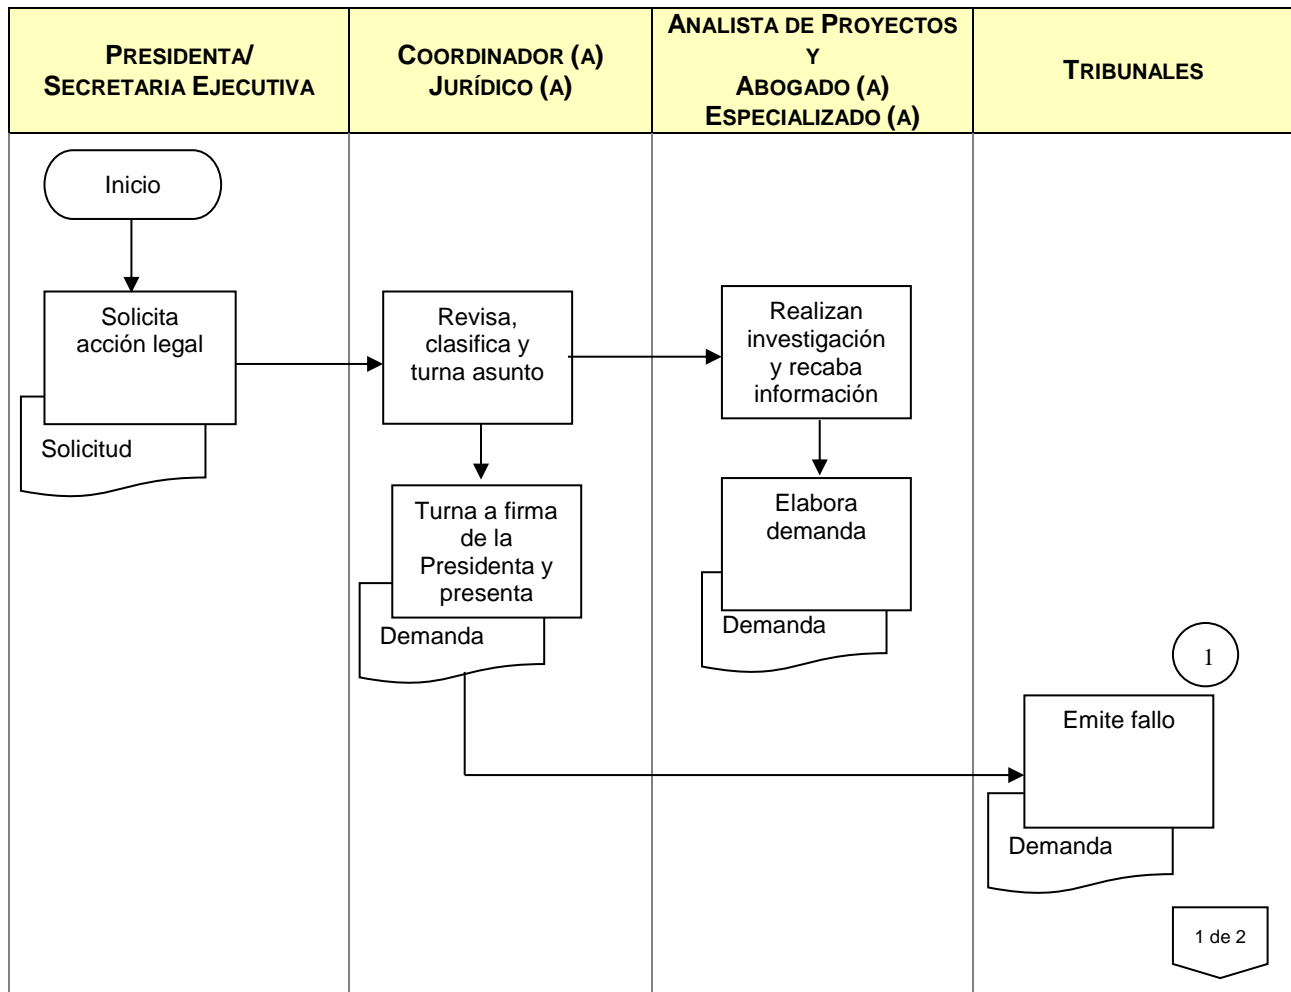 PRESIDENTA/
SECRETARIA EJECUTIVA
COORDINADOR (A)
JURÍDICO (A)
ANALISTA DE PROYECTOS
Y
ABOGADO (A)
ESPECIALIZADO (A)
TRIBUNALES
Inicio
Solicita
acción legal
Solicitud
Revisa,
clasifica y
turna asunto
Realizan
investigación
y recaba
información
Turna a firma
de la
Presidenta y
presenta
Demanda
Elabora
demanda
Demanda
1
Emite fallo
Demanda
1 de 2